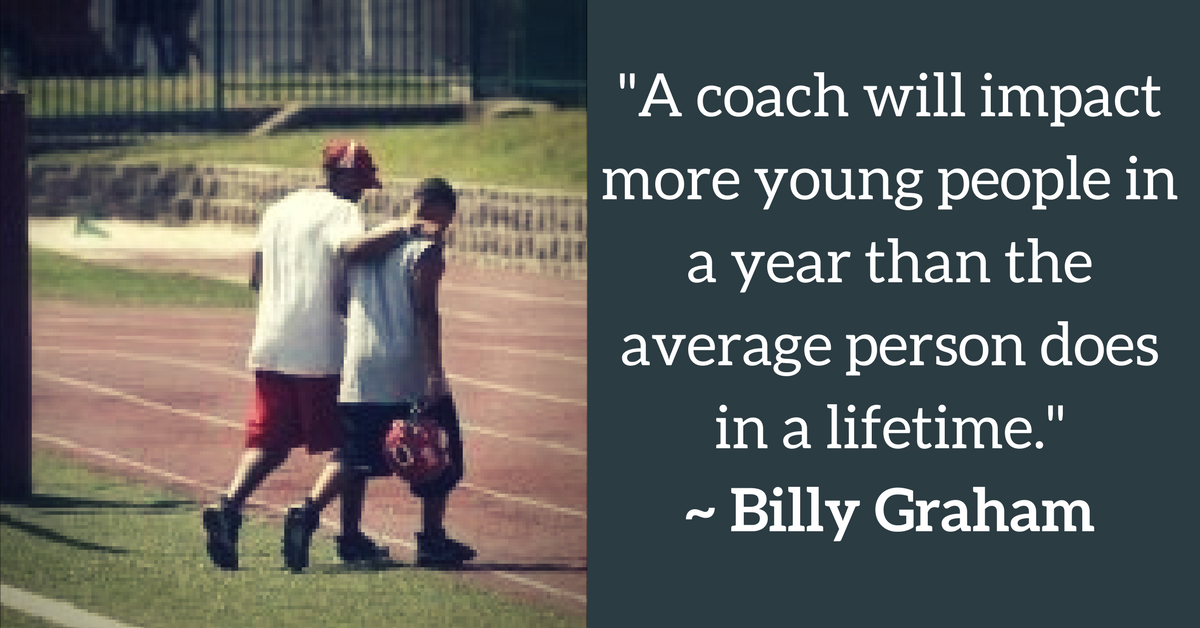 "A coach will impact
more young people in
a year than the
average person does
in a lifetime."
~ Billy Graham